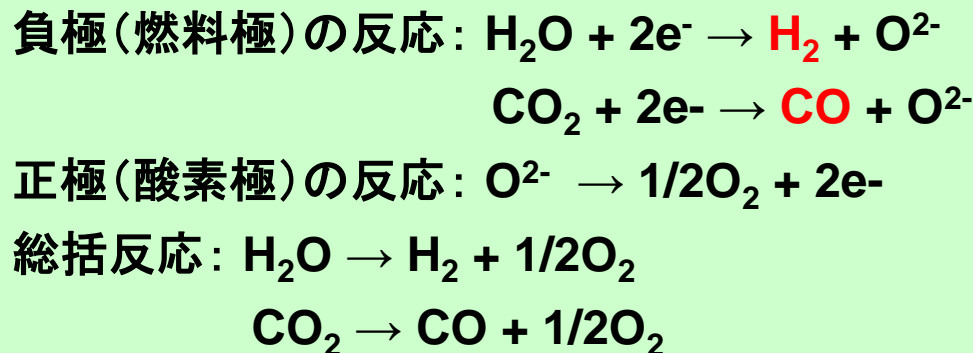 負極(燃料極)の反応: H₂O + 2e⁻ → H₂ + O²⁻
CO₂ + 2e- → CO + O²⁻
正極(酸素極)の反応: O²⁻ → 1/2O₂ + 2e-
総括反応: H₂O → H₂ + 1/2O₂
CO₂ → CO + 1/2O₂